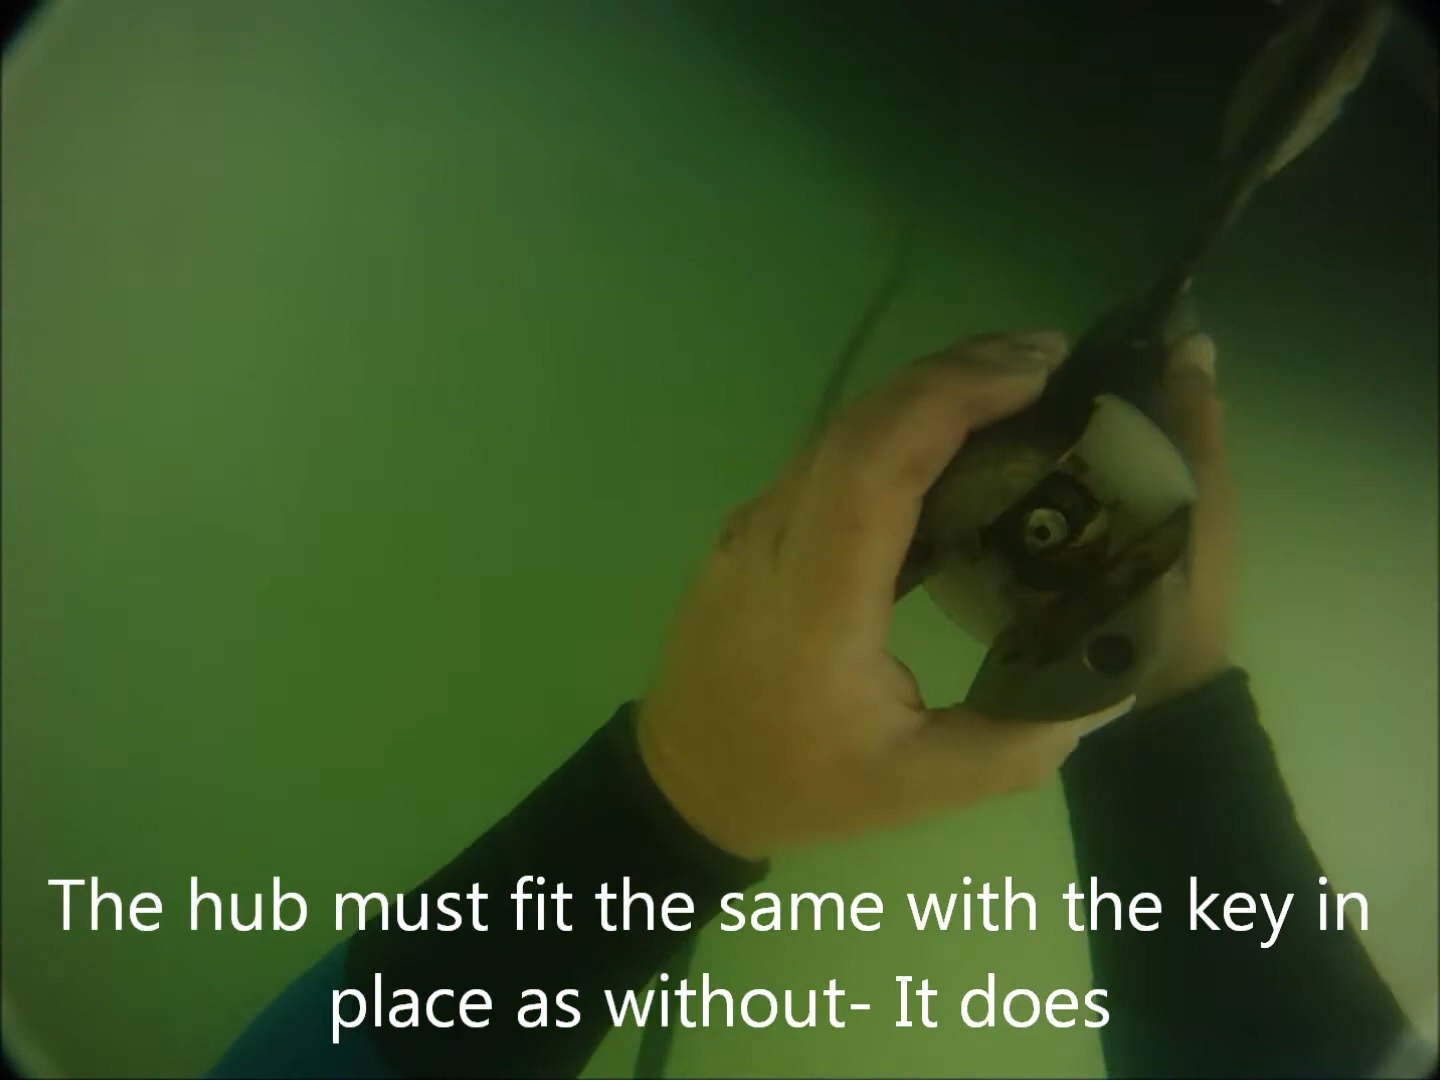 The hub must fit the same with the key in
place as without- It does